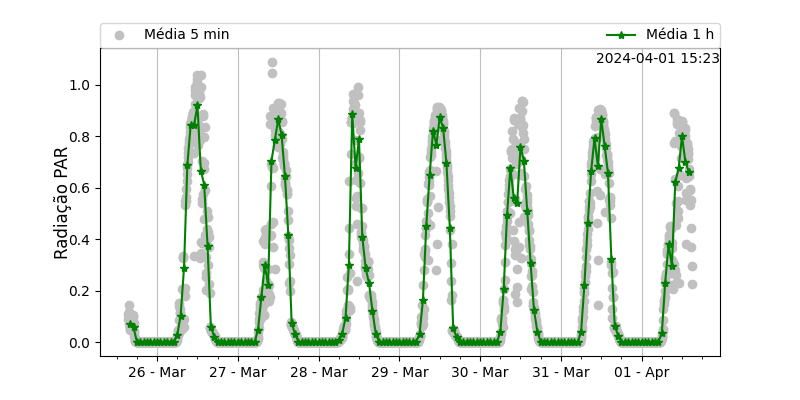 Média 5 min
Média 1 h
2024-04-01 15:23
Radiação PAR
1.0
0.8
0.6
0.4
0.2
0.0
26 - Mar
27 - Mar
28 - Mar
29 - Mar
30 - Mar
31 - Mar
01 - Apr